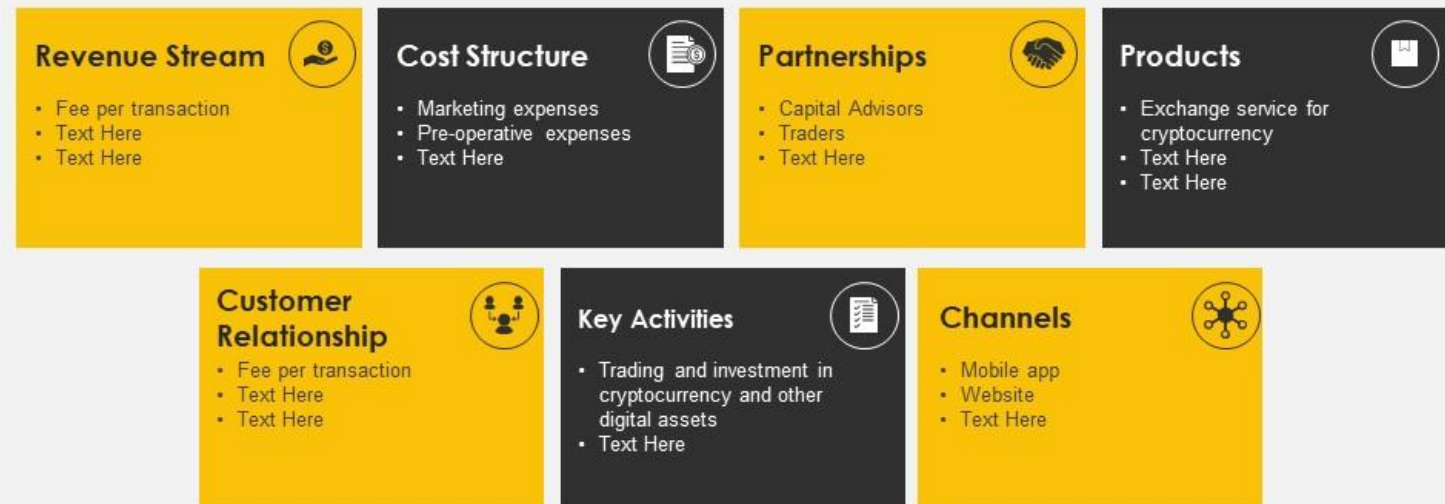 Revenue Stream
• Fee per transaction
• Text Here
• Text Here
Cost Structure
• Marketing expenses
• Pre-operative expenses
• Text Here
Partnerships
• Capital Advisors
• Traders
• Text Here
Products
• Exchange service for
cryptocurrency
• Text Here
• Text Here
Customer
Relationship
• Fee per transaction
• Text Here
• Text Here
Key Activities
• Trading and investment in
cryptocurrency and other
digital assets
• Text Here
Channels
• Mobile app
• Website
• Text Here